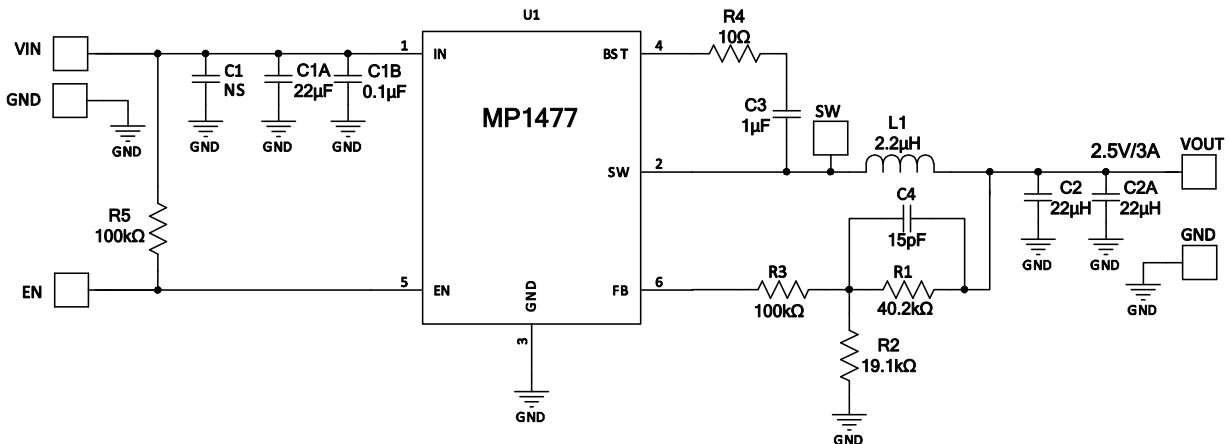 U1
VIN
GND
GND
C1
NS
GND
C1A
22µF
GND
C1B
0.1µF
GND
R5
100kΩ
EN
1
IN
5
EN
MP1477
GND
3
GND
BST
4
SW
2
FB
6
R4
10Ω
C3
1µF
SW
L1
2.2µH
C4
15pF
R3
100kΩ
R1
40.2kΩ
R2
19.1kΩ
GND
2.5V/3A
VOUT
C2
22µH
GND
C2A
22µH
GND
GND
GND